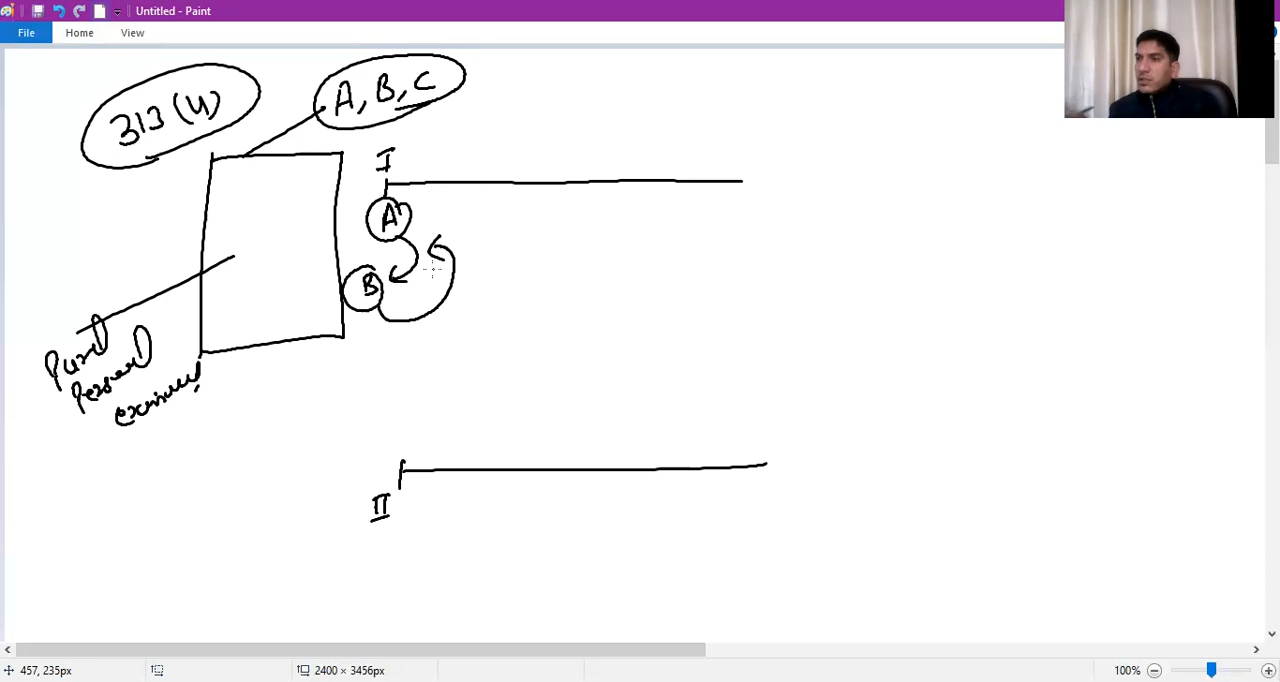 Untitled - Paint
File Home View
313(4)
A, B, C
I
A
B
II
457, 235px
2400 × 3456px
100%